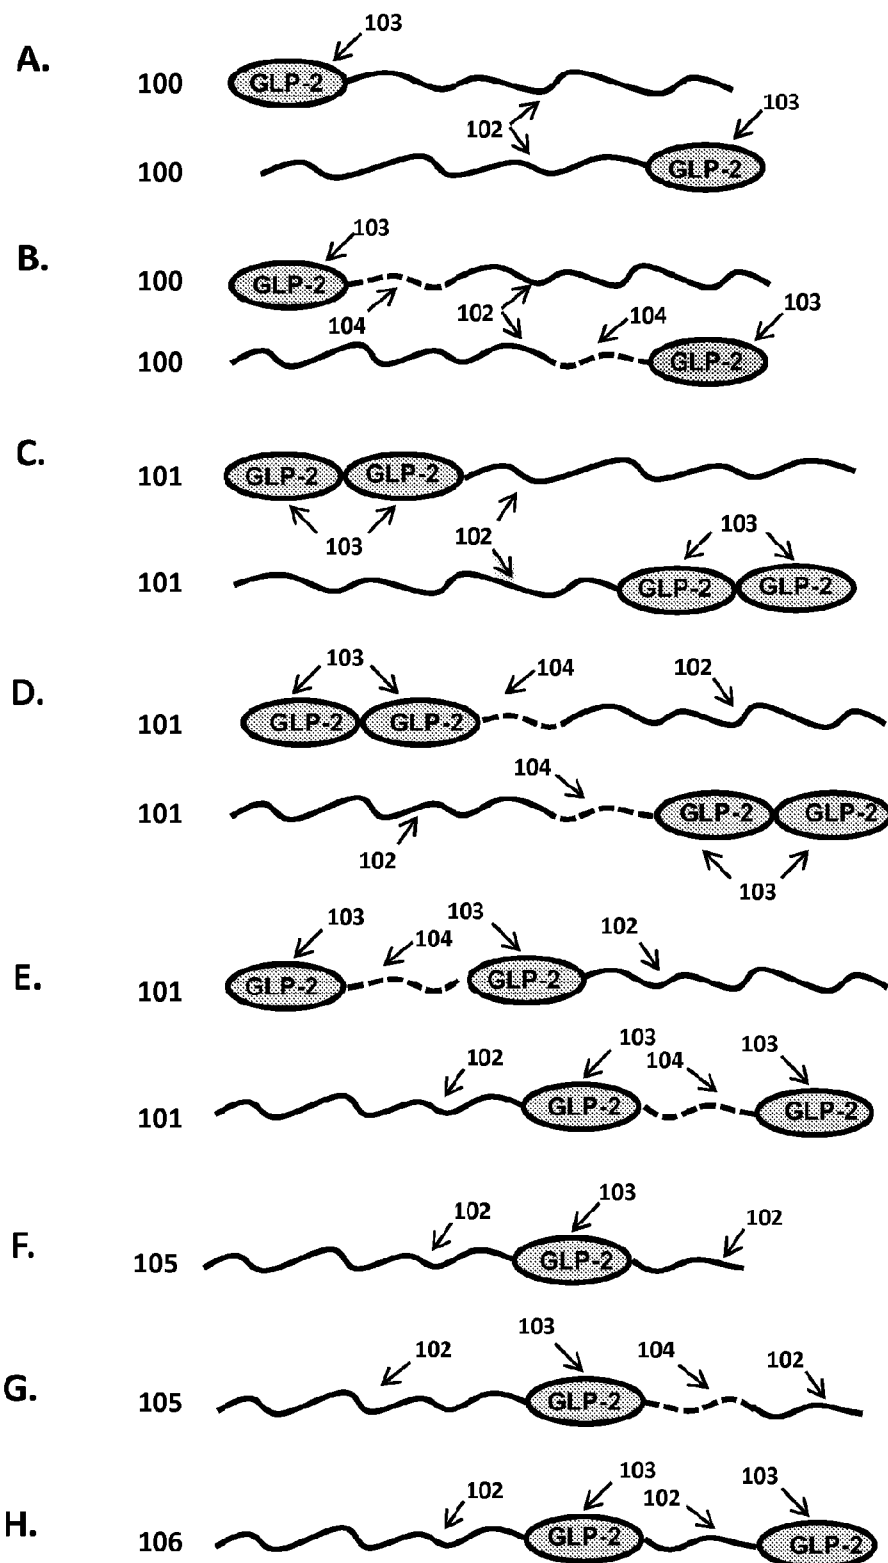 103
A.
100 GLP-2
102 103
100 GLP-2
103
B.
100 GLP-2
104 102 104 103
100 GLP-2
C.
101 GLP-2 GLP-2
103 102 103
101 GLP-2 GLP-2
103 104 102
D.
101 GLP-2 GLP-2
104
101 GLP-2 GLP-2
102 103
103 103 104 102
E.
101 GLP-2 GLP-2
102 103 104 103
101 GLP-2 GLP-2
102 103 102
F.
105 GLP-2
102 103 104 102
G.
105 GLP-2
102 103 102 103
H.
106 GLP-2 GLP-2